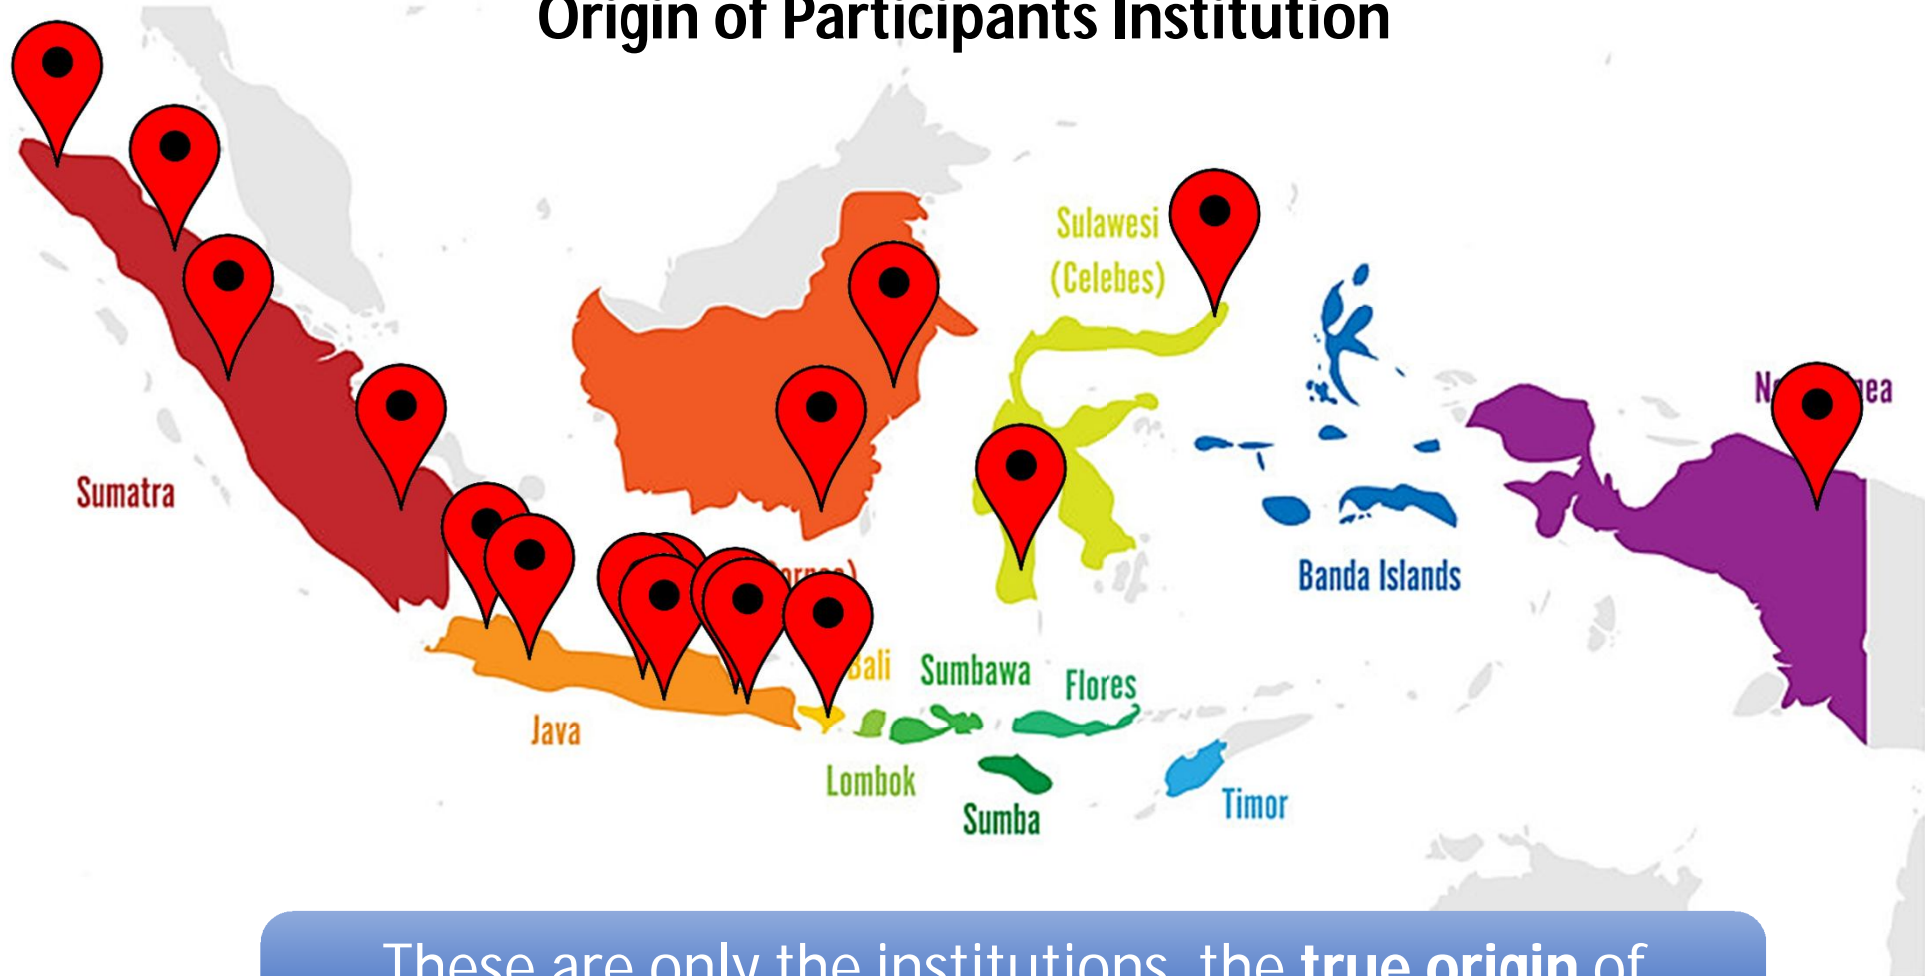 Origin of Participants Institution
Sulawesi
(Celebes)
Sumatra
Banda Islands
Bali
Sumbawa
Flores
Java
Lombok
Sumba
Timor
These are only the institutions, the true origin of